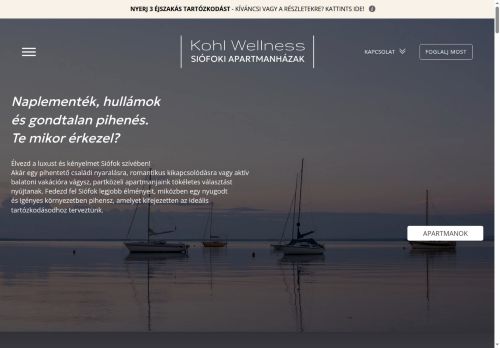 NYERJ 3 ÉJSZAKÁS TARTÓZKODÁST - KÍVÁNCSI VAGY A RÉSZLETEKRE? KATTINTS IDE!
Kohl Wellness
SIÓFOKI APARTMANHÁZAK
KAPCSOLAT
FOGLALJ MOST
Naplementék, hullámok
és gondtalan pihenés.
Te mikor érkezel?
Élvezd a luxust és kényelmet Siófok szívében!
Akár egy pihentető családi nyaralásra, romantikus kikapcsolódásra vagy aktív
balatoni vakációra vágysz, partközeli apartmanjaink tökéletes választást
nyújtanak. Fedezd fel Siófok legjobb élményeit, miközben egy nyugodt
és igényes környezetben pihensz, amelyet kifejezetten az ideális
tartózkodásodhoz terveztünk.
APARTMANOK